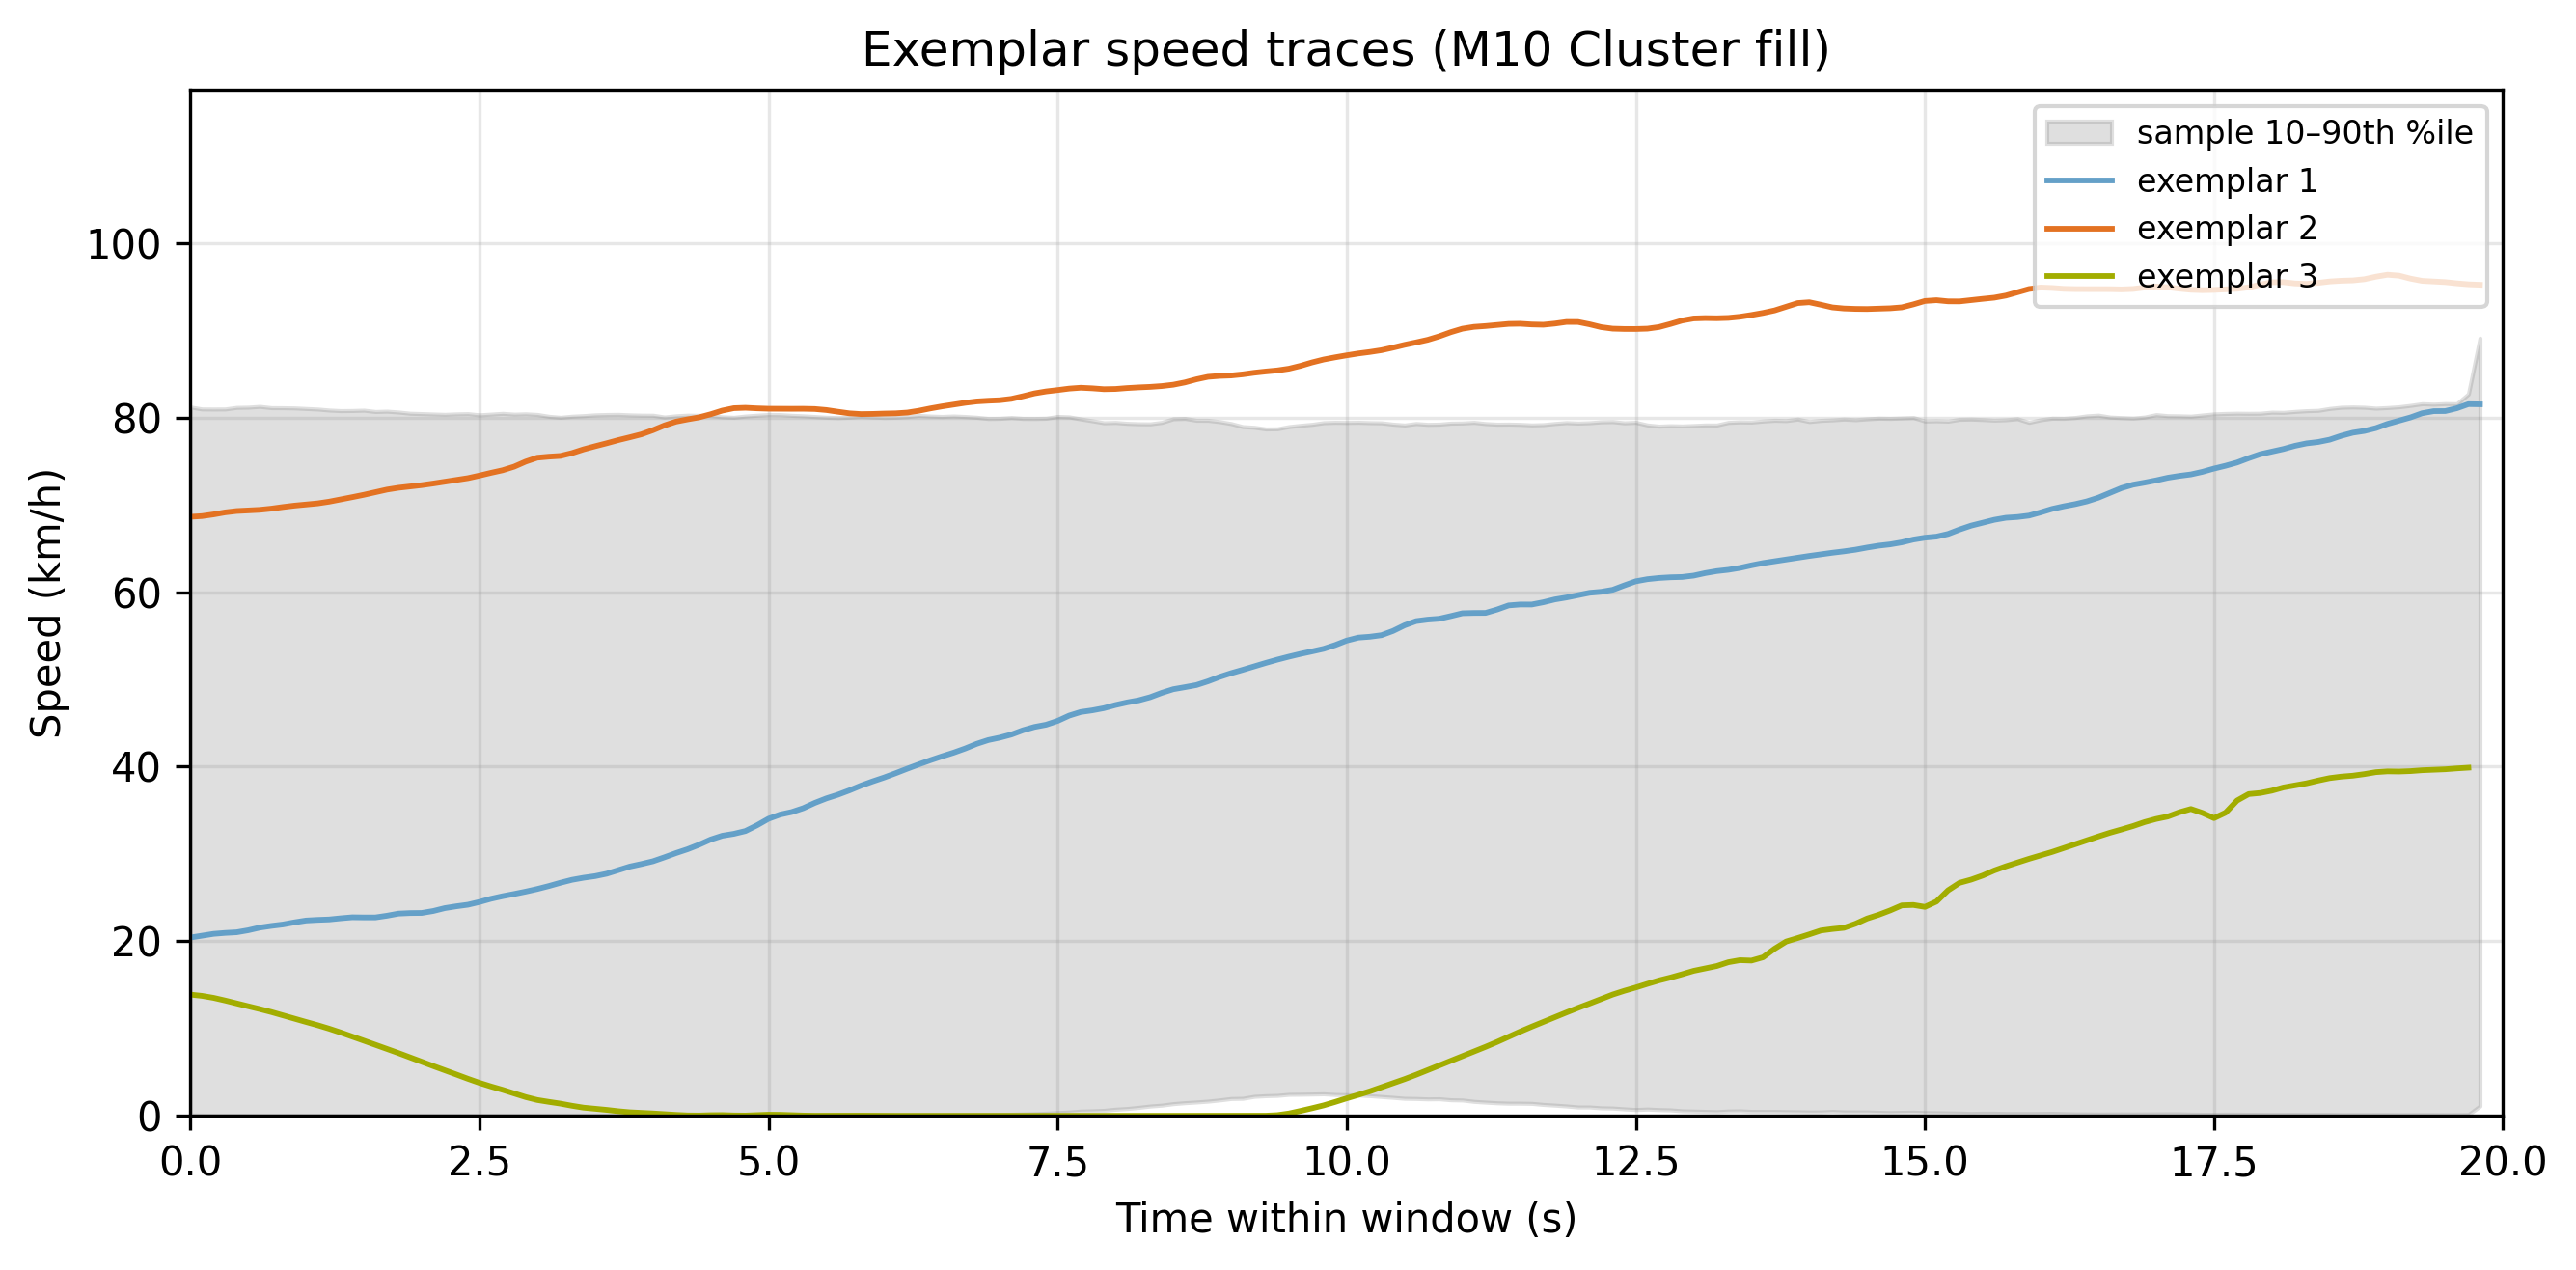 Exemplar speed traces (M10 Cluster fill)
sample 10–90th %ile
exemplar 1
exemplar 2
exemplar 3
Speed (km/h)
100
80
60
40
20
0
0.0 2.5 5.0 7.5 10.0 12.5 15.0 17.5 20.0
Time within window (s)